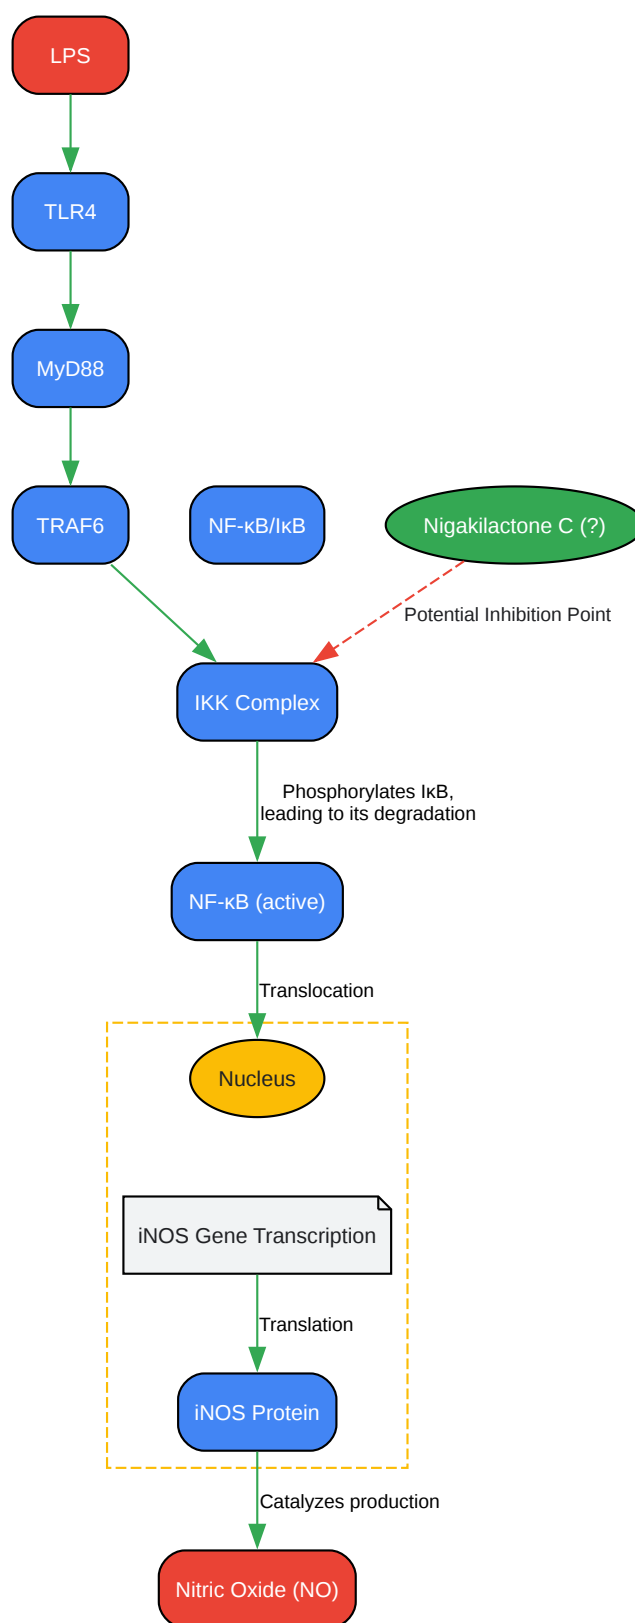 LPS
TLR4
MyD88
TRAF6
NF-κB/IκB
Nigakilactone C (?)
Potential Inhibition Point
IKK Complex
Phosphorylates IκB,
leading to its degradation
NF-κB (active)
Translocation
Nucleus
iNOS Gene Transcription
Translation
iNOS Protein
Catalyzes production
Nitric Oxide (NO)